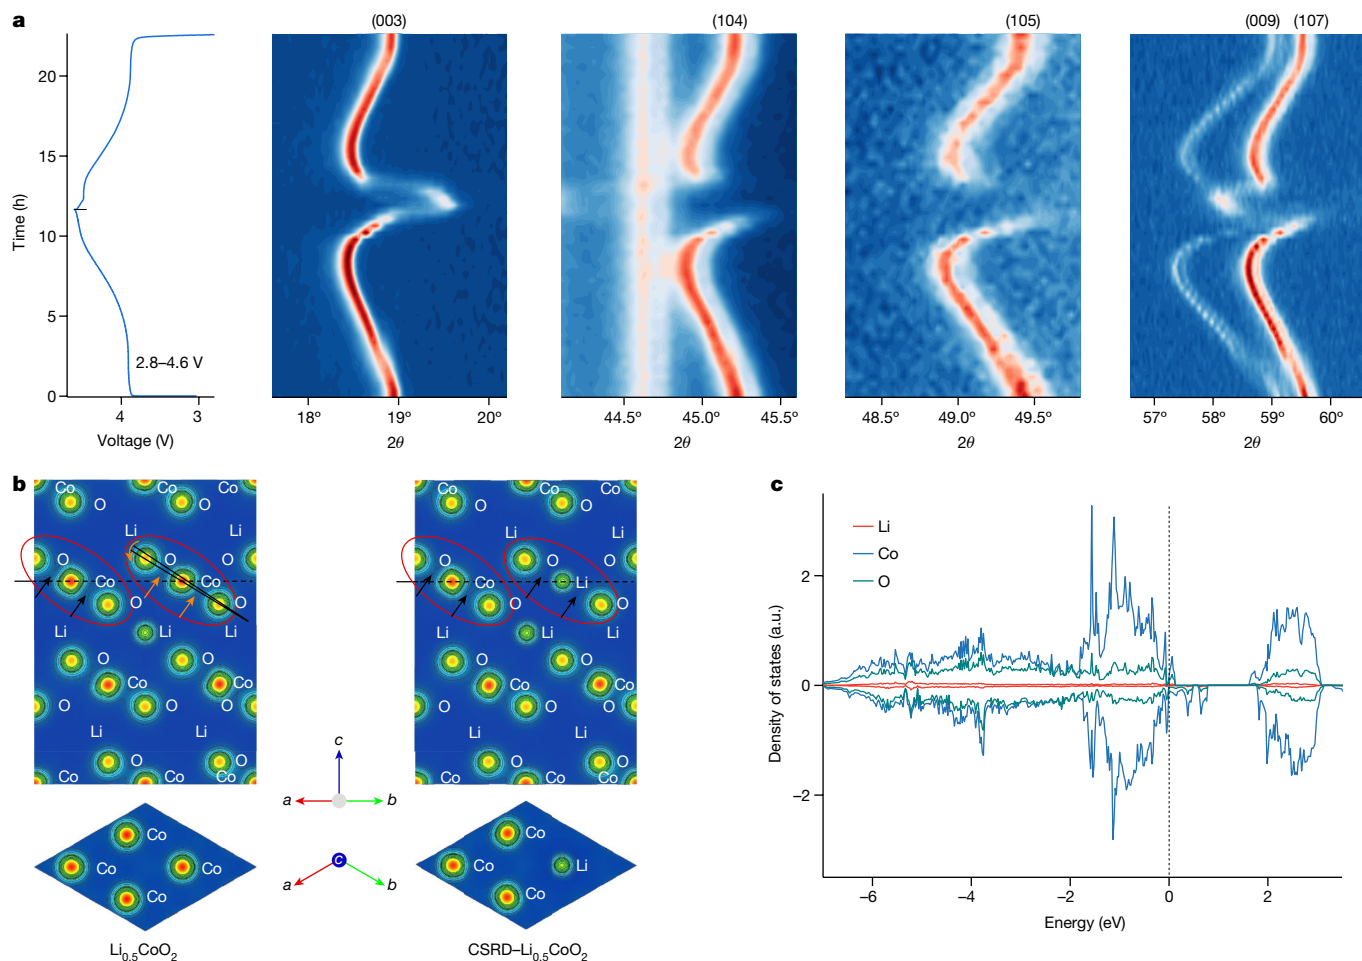 a
(003)
(104)
(105)
(009) (107)
Time (h)
20
15
10
5
0
2.8–4.6 V
4 3
Voltage (V)
18° 19° 20°
2θ
44.5° 45.0° 45.5°
2θ
48.5° 49.0° 49.5°
2θ
57° 58° 59° 60°
2θ
b
Co Co
O O
Li Li
O O
Co
O O
Li Li Li
O O
Co Co
O O
Li Li
O O
Co Co Co
Co
Co Co
Co
Li0.5CoO2
c
a b
c
a b
Co Co
O O
Li Li
O O
Co Li
O O
Li Li Li
O O
Co Co
O O
Li Li
O O
Co Co Co
Co
Co Li
Co
CSRD–Li0.5CoO2
c
Li
Co
O
Density of states (a.u.)
2
0
−2
−6 −4 −2 0 2
Energy (eV)